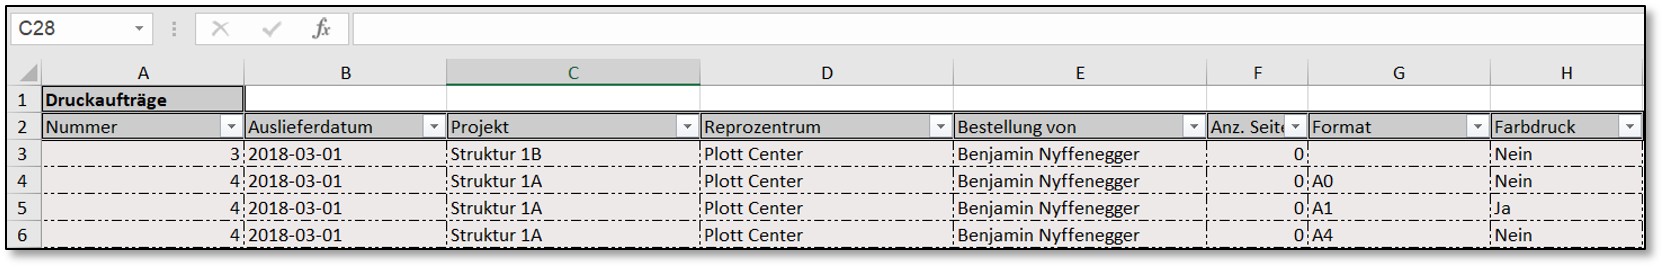 C28 fx
A B C D E F G H
1 Druckaufträge
2 Nummer Auslieferdatum Projekt Reprozentrum Bestellung von Anz. Seite Format Farbdruck
3 3 2018-03-01 Struktur 1B Plott Center Benjamin Nyffenegger 0 Nein
4 4 2018-03-01 Struktur 1A Plott Center Benjamin Nyffenegger 0 A0 Nein
5 4 2018-03-01 Struktur 1A Plott Center Benjamin Nyffenegger 0 A1 Ja
6 4 2018-03-01 Struktur 1A Plott Center Benjamin Nyffenegger 0 A4 Nein